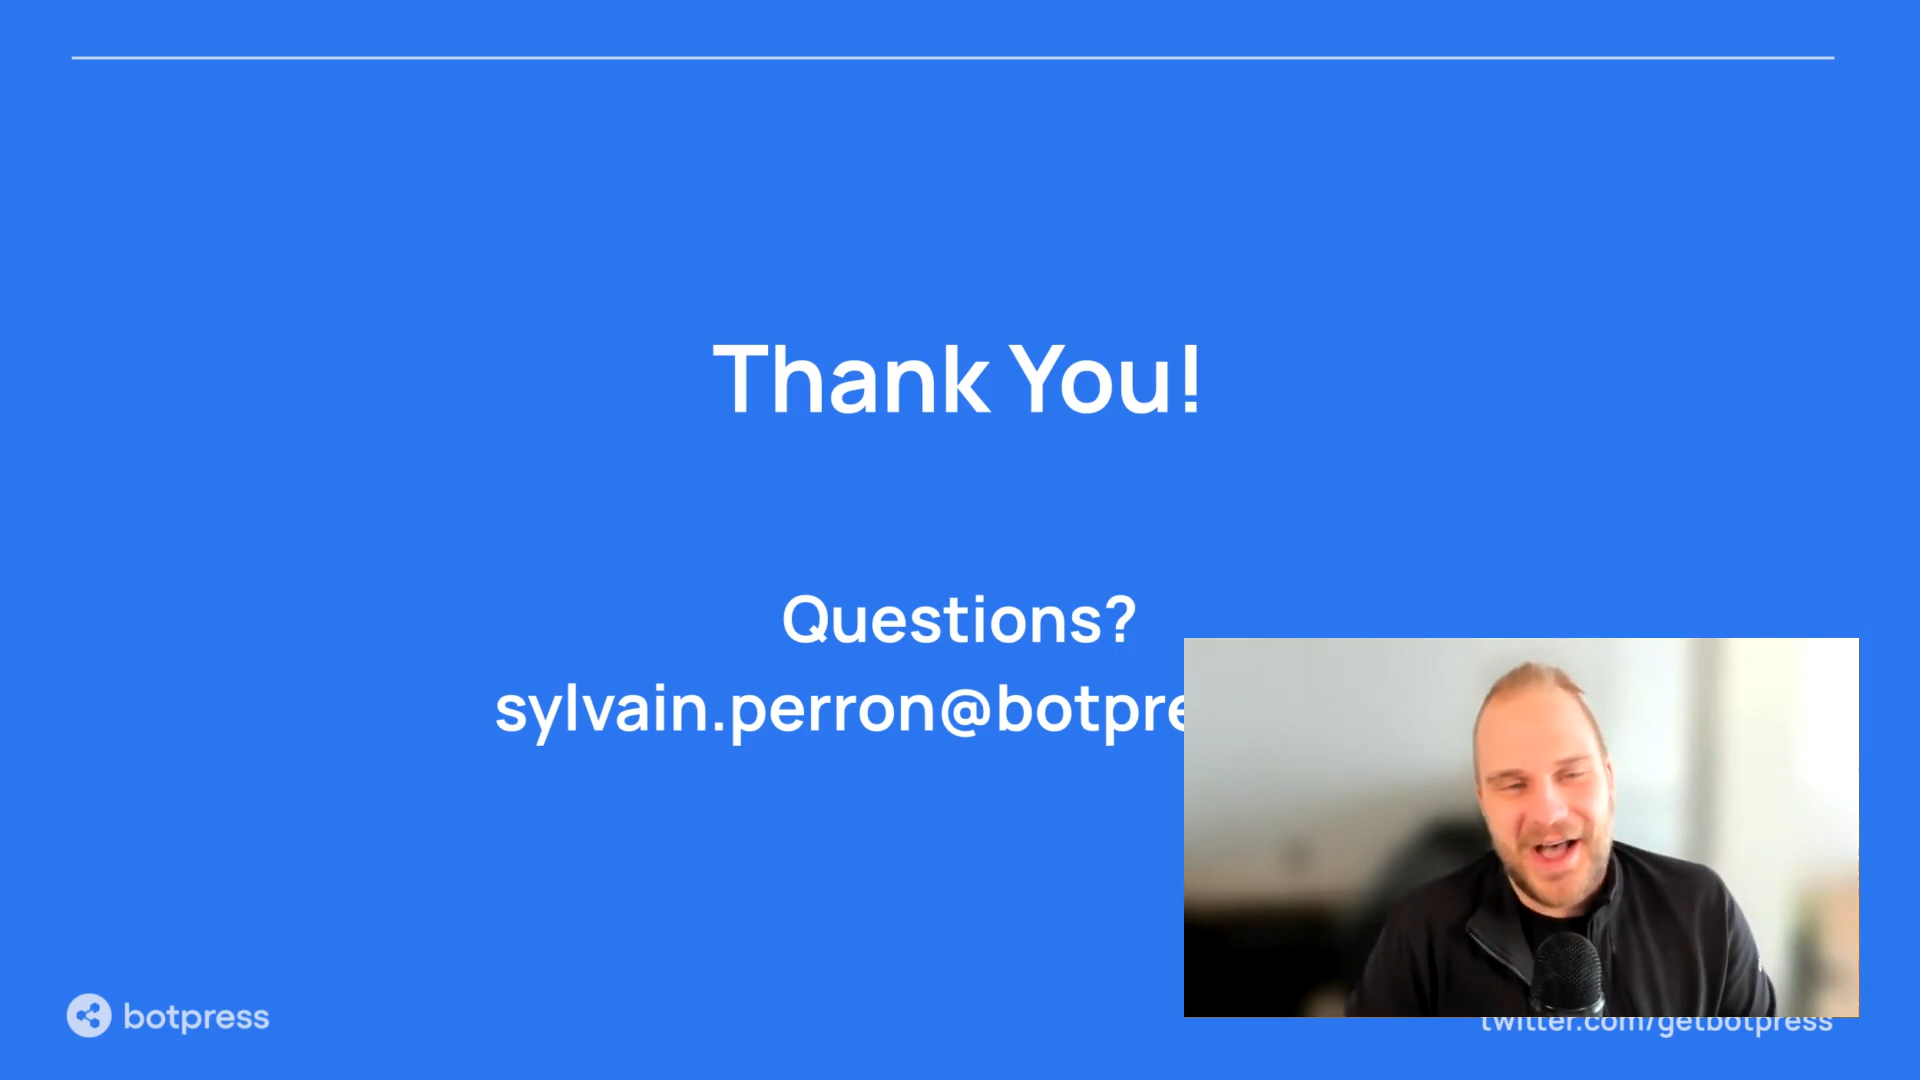 Thank You!
Questions?
sylvain.perron@botpre
botpress
twitter.com/getbotpress